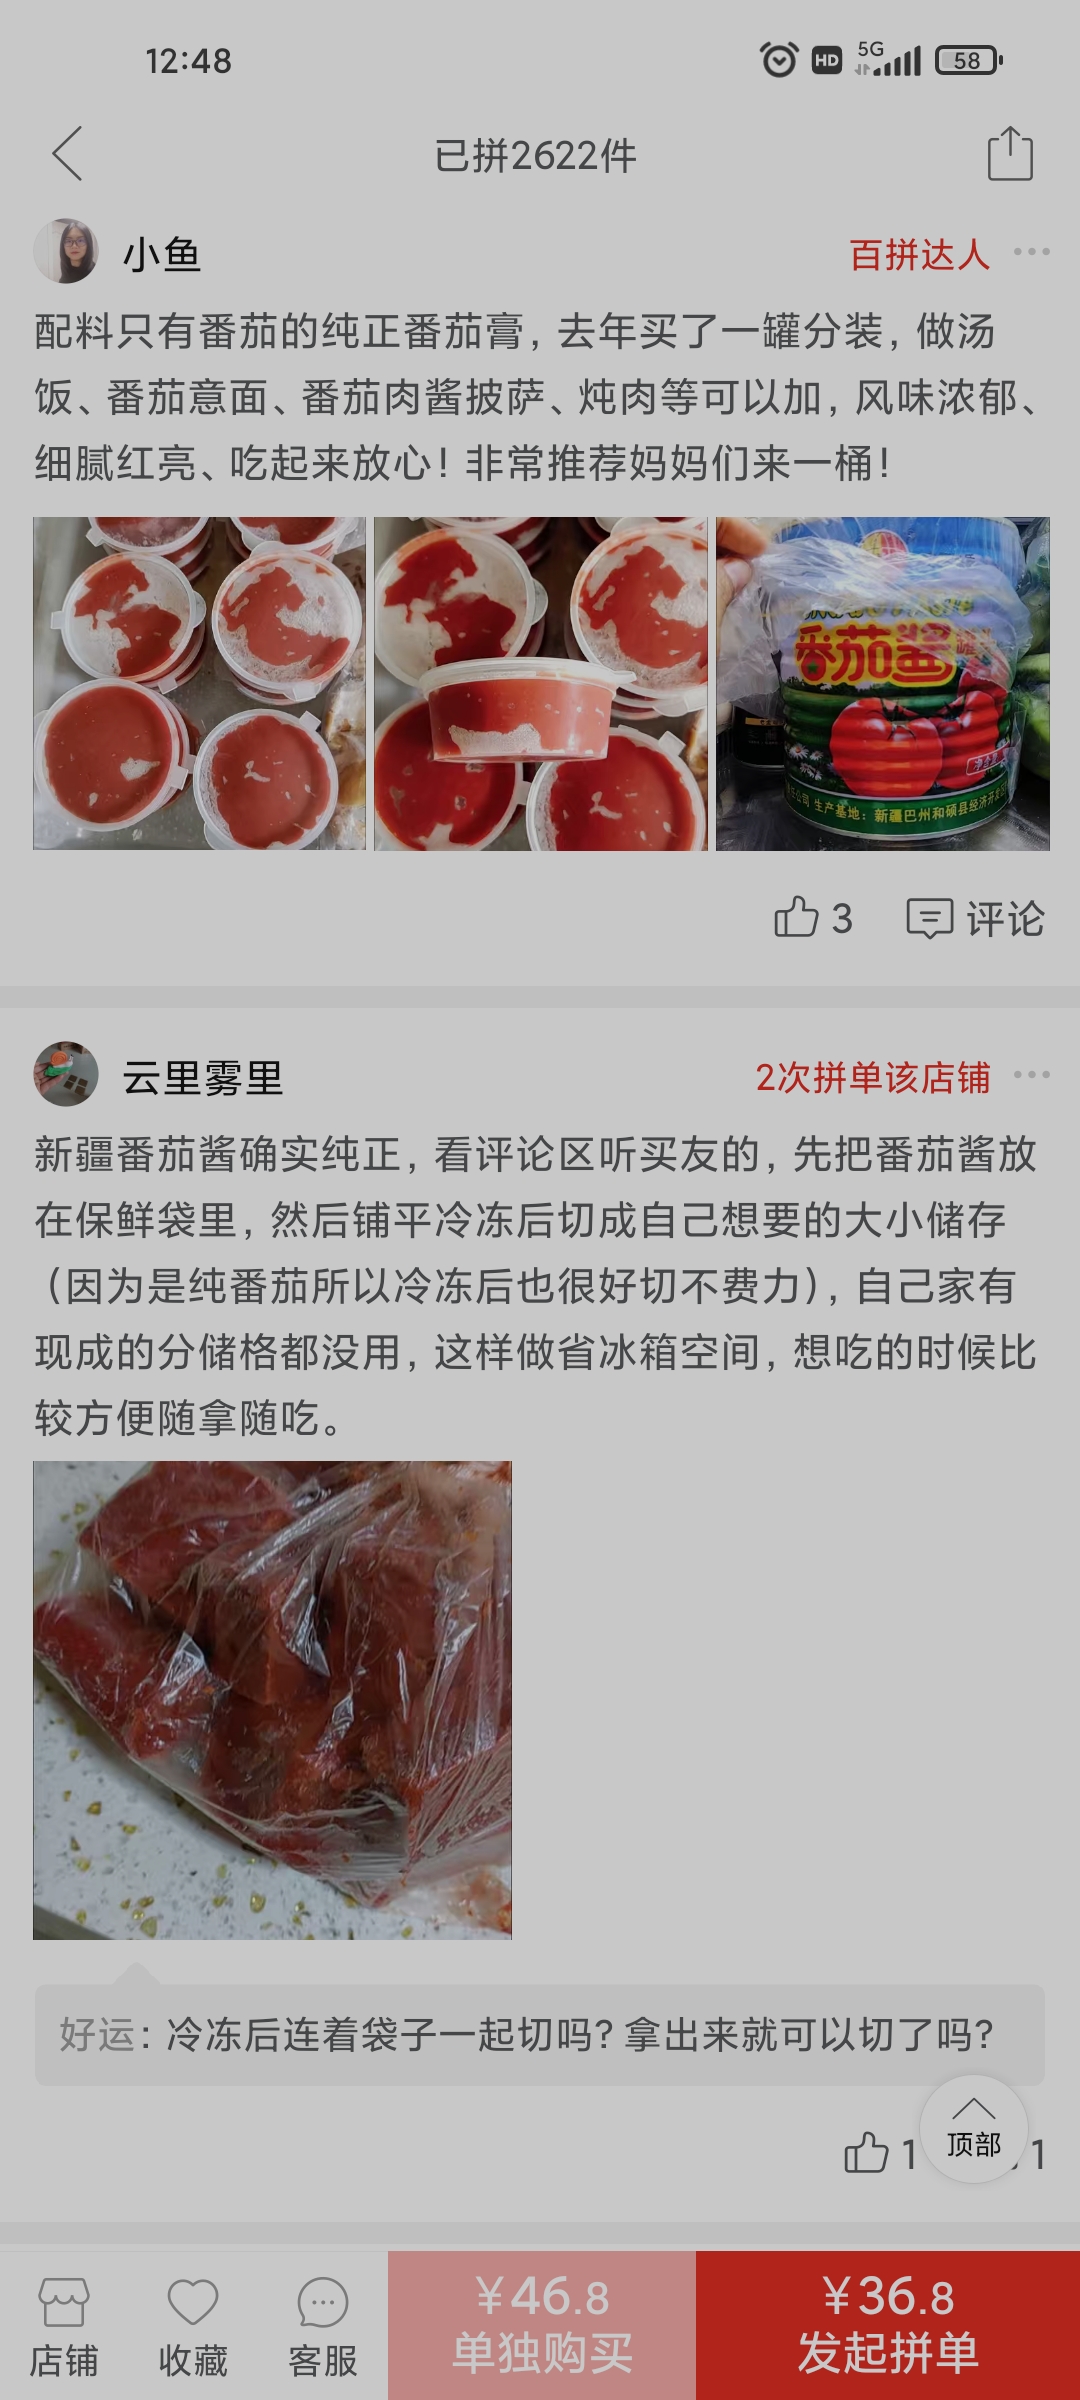 12:48
HD
5G
58
已拼2622件
小鱼
百拼达人
配料只有番茄的纯正番茄膏，去年买了一罐分装，做汤
饭、番茄意面、番茄肉酱披萨、炖肉等可以加，风味浓郁、
细腻红亮、吃起来放心！非常推荐妈妈们来一桶！
番茄酱
罐头
净含量
公司 生产基地：新疆巴州和硕县经济开发
3
评论
云里雾里
2次拼单该店铺
新疆番茄酱确实纯正，看评论区听买友的，先把番茄酱放
在保鲜袋里，然后铺平冷冻后切成自己想要的大小储存
（因为是纯番茄所以冷冻后也很好切不费力），自己家有
现成的分储格都没用，这样做省冰箱空间，想吃的时候比
较方便随拿随吃。
好运：冷冻后连着袋子一起切吗？拿出来就可以切了吗？
1
顶部
1
店铺
收藏
客服
￥46.8
单独购买
￥36.8
发起拼单